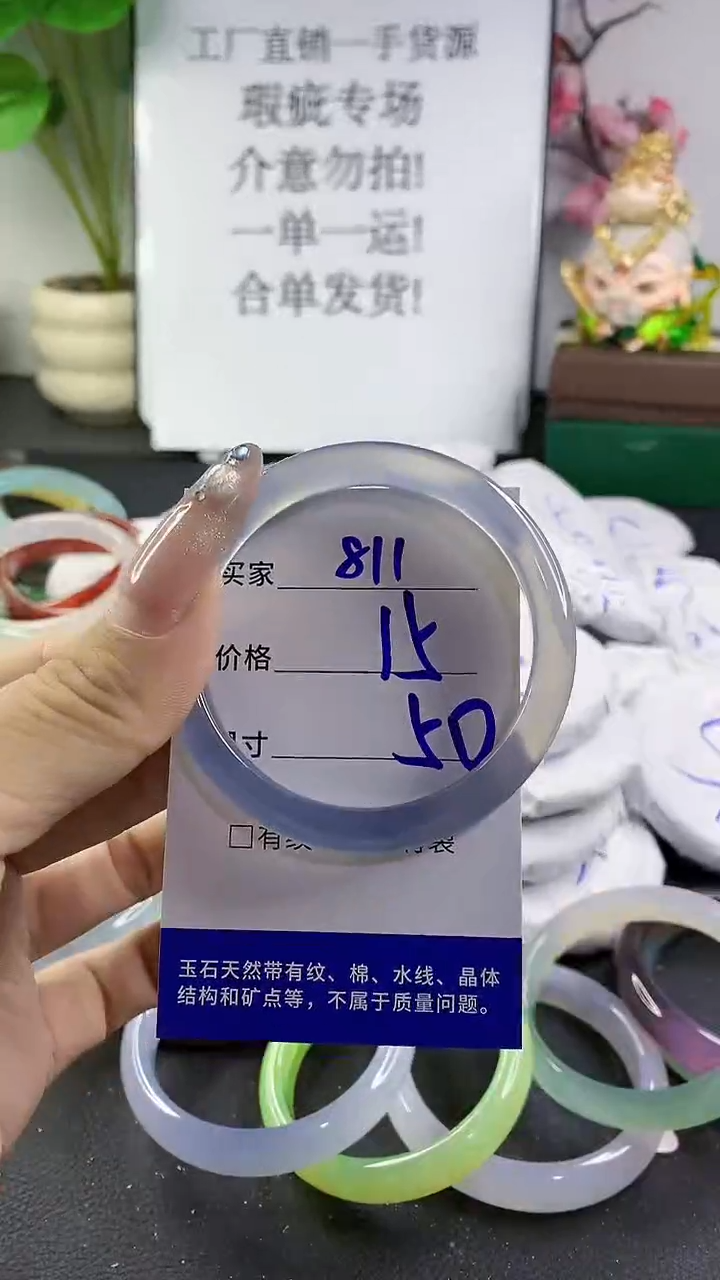 工厂直销一手货源
瑕疵专场
介意勿拍!
一单一运!
合单发货!
买家 811
价格 15
寸 50
□有纹
玉石天然带有纹、棉、水线、晶体
结构和矿点等，不属于质量问题。